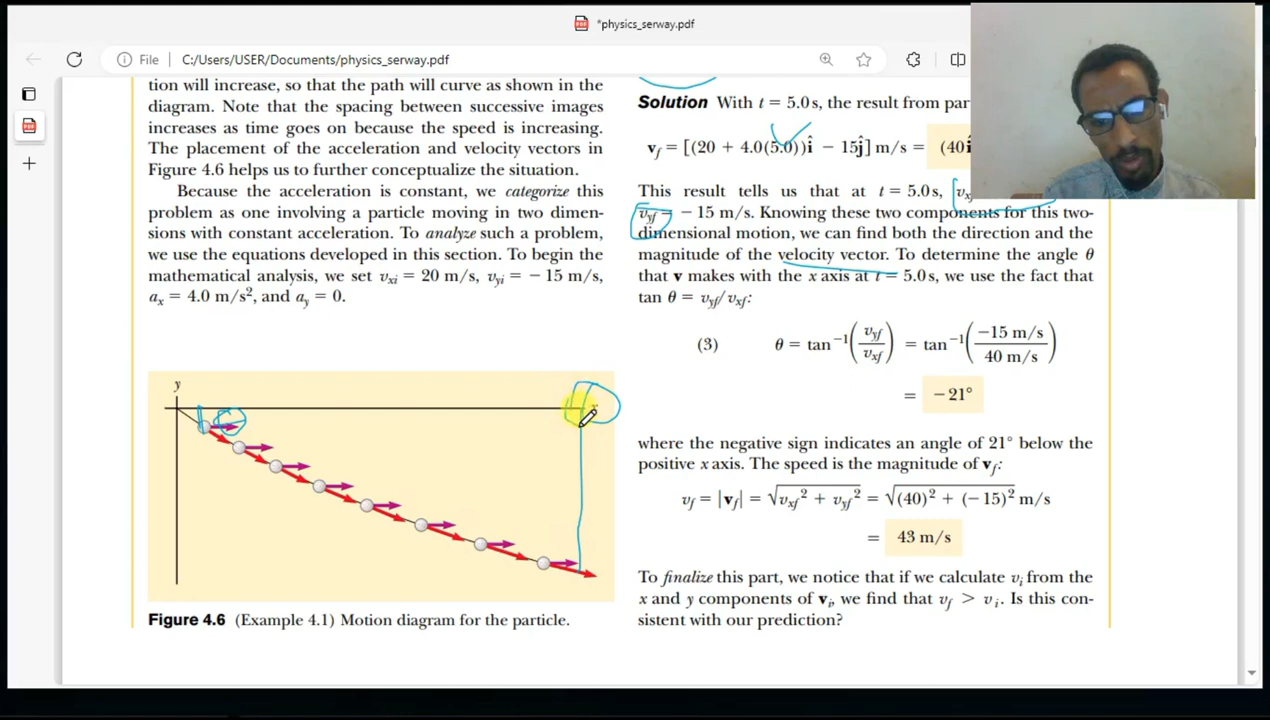 *physics_serway.pdf
File C:/Users/USER/Documents/physics_serway.pdf
tion will increase, so that the path will curve as shown in the
diagram. Note that the spacing between successive images
increases as time goes on because the speed is increasing.
The placement of the acceleration and velocity vectors in
Figure 4.6 helps us to further conceptualize the situation.
Because the acceleration is constant, we categorize this
problem as one involving a particle moving in two dimen-
sions with constant acceleration. To analyze such a problem,
we use the equations developed in this section. To begin the
mathematical analysis, we set vxi = 20 m/s, vyi = − 15 m/s,
ax = 4.0 m/s², and ay = 0.
y
x
Figure 4.6 (Example 4.1) Motion diagram for the particle.
Solution With t = 5.0 s, the result from par
vf = [(20 + 4.0(5.0))î − 15ĵ] m/s = (40î
This result tells us that at t = 5.0 s, vx
vyf = − 15 m/s. Knowing these two components for this two-
dimensional motion, we can find both the direction and the
magnitude of the velocity vector. To determine the angle θ
that v makes with the x axis at t = 5.0 s, we use the fact that
tan θ = vyf/vxf:
(3) θ = tan−1(vyf/vxf) = tan−1(−15 m/s / 40 m/s)
= −21°
where the negative sign indicates an angle of 21° below the
positive x axis. The speed is the magnitude of vf:
vf = |vf| = √vxf² + vyf² = √(40)² + (− 15)² m/s
= 43 m/s
To finalize this part, we notice that if we calculate vi from the
x and y components of vi, we find that vf > vi. Is this con-
sistent with our prediction?